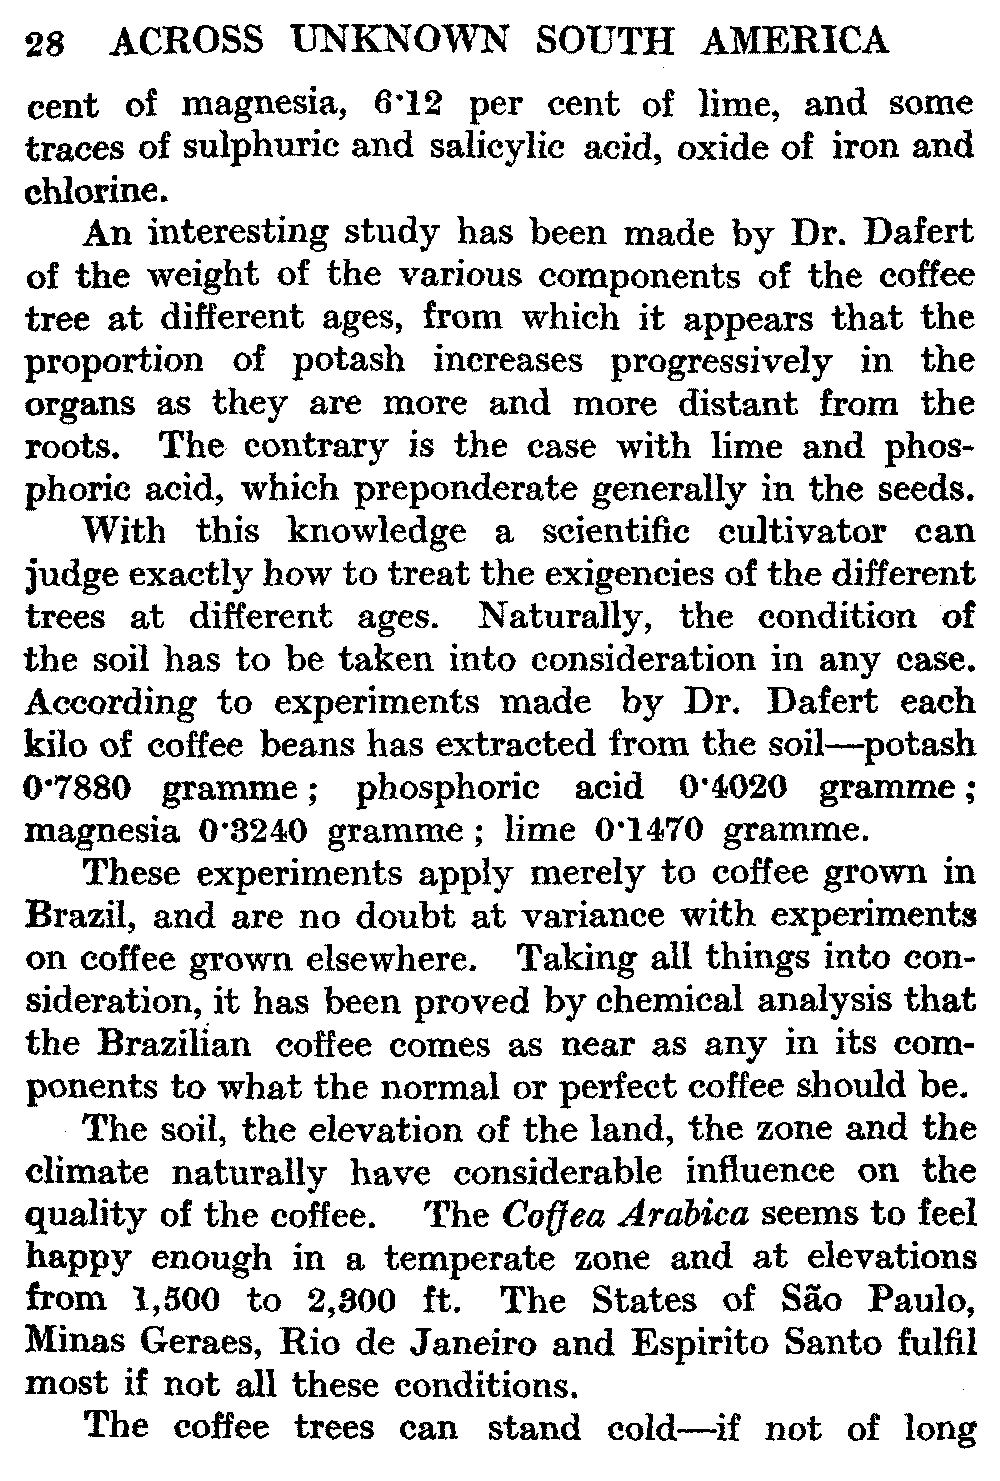 28 ACROSS UNKNOWN SOUTH AMERICA
cent of magnesia, 6·12 per cent of lime, and some
traces of sulphuric and salicylic acid, oxide of iron and
chlorine.
An interesting study has been made by Dr. Dafert
of the weight of the various components of the coffee
tree at different ages, from which it appears that the
proportion of potash increases progressively in the
organs as they are more and more distant from the
roots. The contrary is the case with lime and phos-
phoric acid, which preponderate generally in the seeds.
With this knowledge a scientific cultivator can
judge exactly how to treat the exigencies of the different
trees at different ages. Naturally, the condition of
the soil has to be taken into consideration in any case.
According to experiments made by Dr. Dafert each
kilo of coffee beans has extracted from the soil—potash
0·7880 gramme; phosphoric acid 0·4020 gramme;
magnesia 0·3240 gramme; lime 0·1470 gramme.
These experiments apply merely to coffee grown in
Brazil, and are no doubt at variance with experiments
on coffee grown elsewhere. Taking all things into con-
sideration, it has been proved by chemical analysis that
the Brazilian coffee comes as near as any in its com-
ponents to what the normal or perfect coffee should be.
The soil, the elevation of the land, the zone and the
climate naturally have considerable influence on the
quality of the coffee. The Coffea Arabica seems to feel
happy enough in a temperate zone and at elevations
from 1,500 to 2,300 ft. The States of São Paulo,
Minas Geraes, Rio de Janeiro and Espirito Santo fulfil
most if not all these conditions.
The coffee trees can stand cold—if not of long